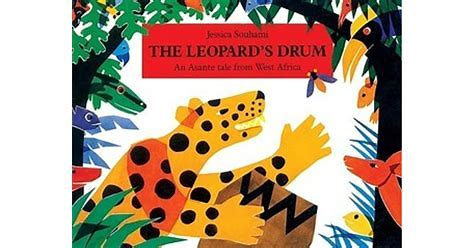 Jessica Souhami
THE LEOPARD'S DRUM
An Asante tale from West Africa